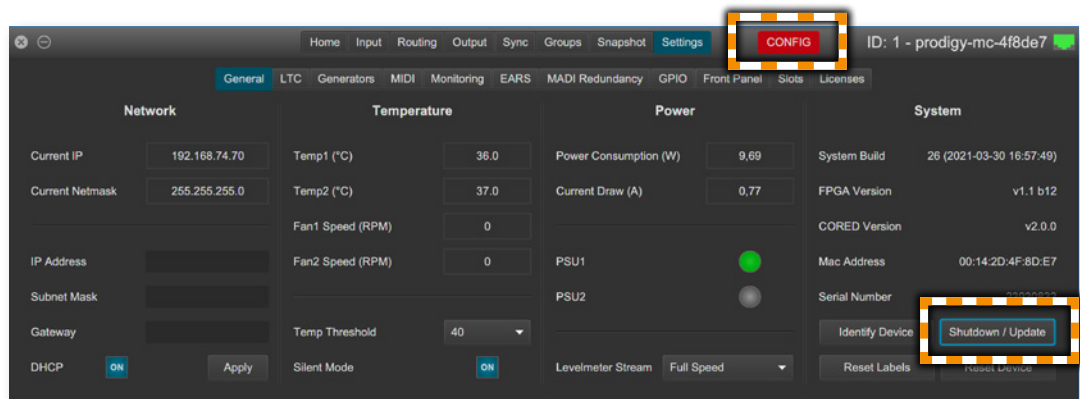 Home Input Routing Output Sync Groups Snapshot Settings CONFIG ID: 1 - prodigy-mc-4f8de7
General LTC Generators MIDI Monitoring EARS MADI Redundancy GPIO Front Panel Slots Licenses
Network Temperature Power System
Current IP 192.168.74.70 Temp1 (°C) 36.0 Power Consumption (W) 9,69 System Build 26 (2021-03-30 16:57:49)
Current Netmask 255.255.255.0 Temp2 (°C) 37.0 Current Draw (A) 0,77 FPGA Version v1.1 b12
Fan1 Speed (RPM) 0 CORED Version v2.0.0
IP Address Fan2 Speed (RPM) 0 PSU1 Mac Address 00:14:2D:4F:8D:E7
Subnet Mask PSU2 Serial Number
Gateway Temp Threshold 40 Identify Device Shutdown / Update
DHCP ON Apply Silent Mode ON Levelmeter Stream Full Speed Reset Labels Reset Device